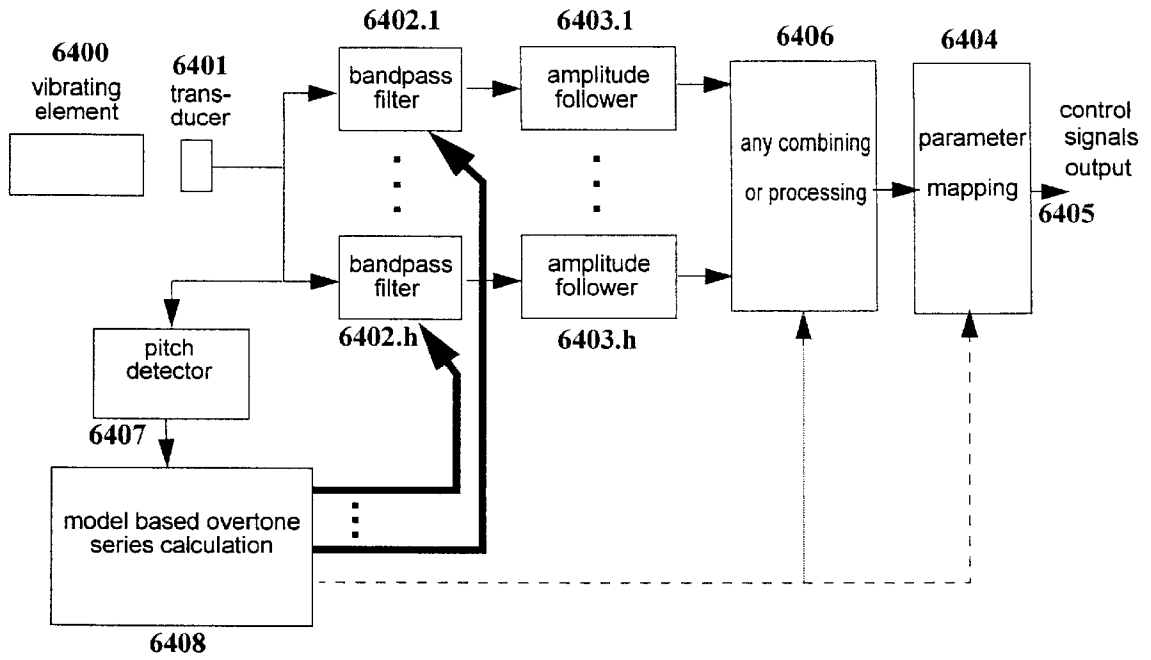 6400
vibrating
element
6401
trans-
ducer
6402.1
bandpass
filter
6403.1
amplitude
follower
6406
any combining
or processing
6404
parameter
mapping
control
signals
output
6405
bandpass
filter
6402.h
amplitude
follower
6403.h
pitch
detector
6407
model based overtone
series calculation
6408